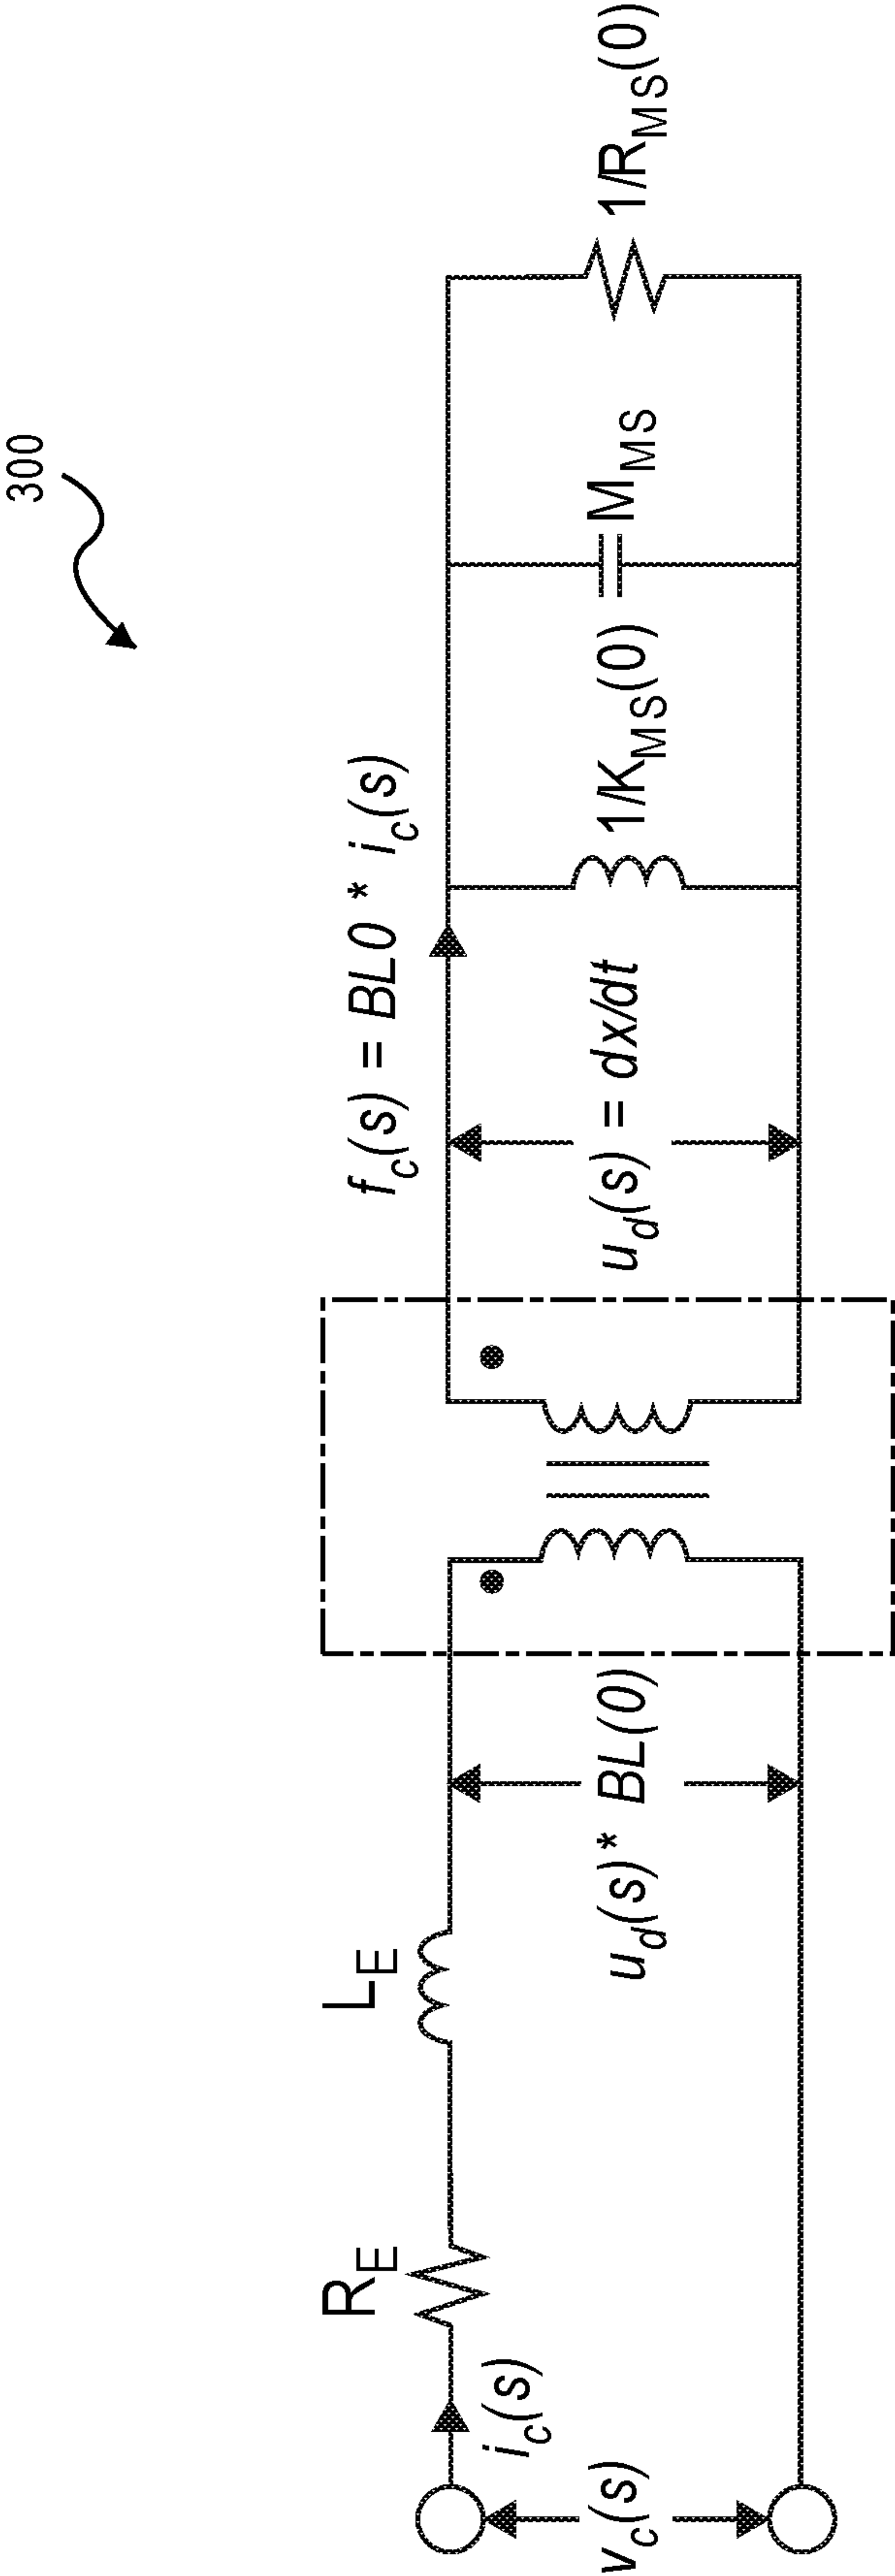 300
f_c(s) = BL0 * i_c(s)
R_E
L_E
i_c(s)
v_c(s)
u_d(s)* BL(0)
u_d(s) = dx/dt
1/K_MS(0)
M_MS
1/R_MS(0)